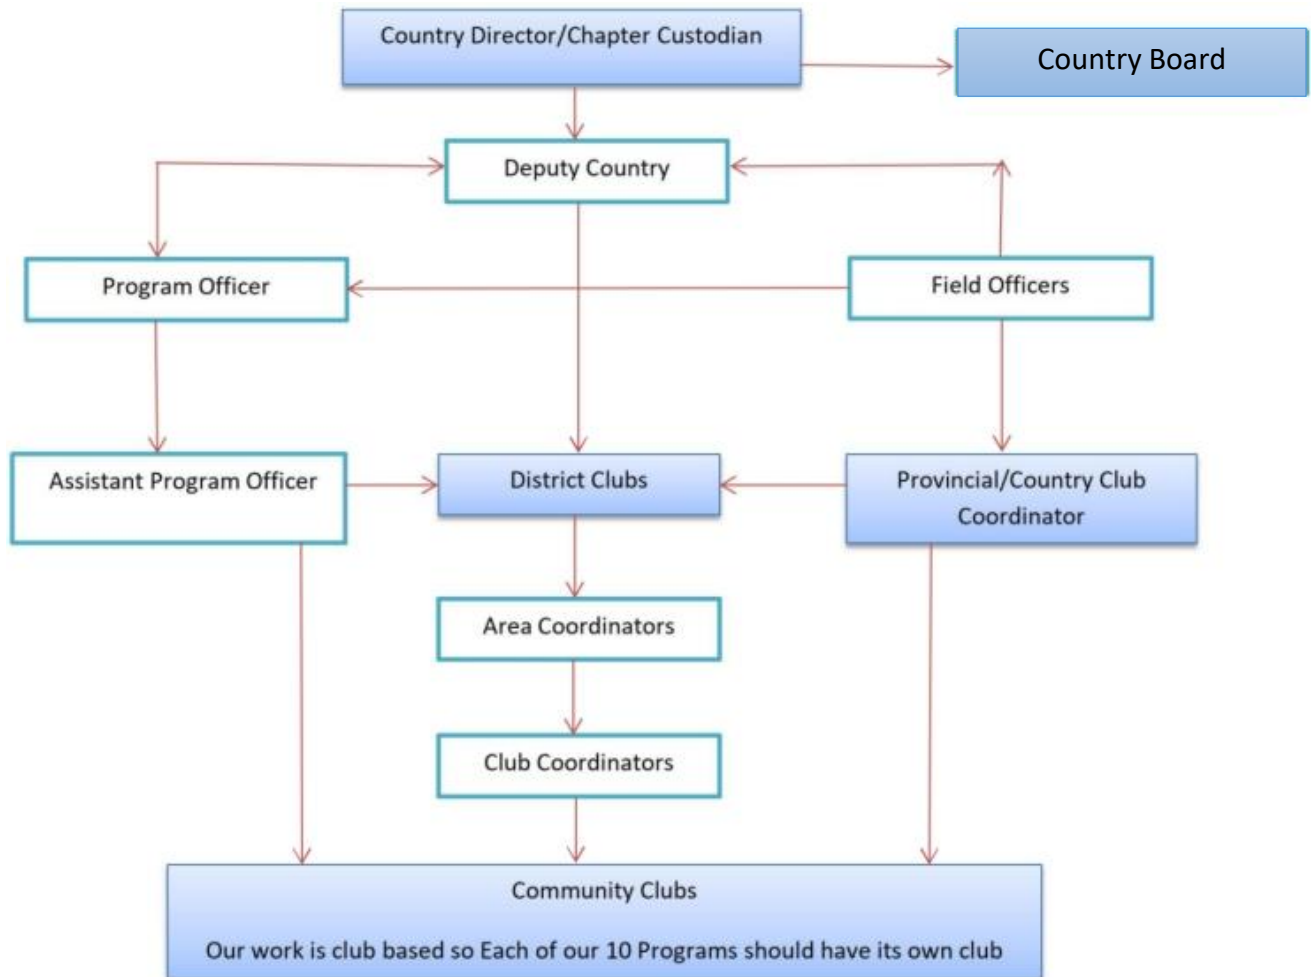 Country Director/Chapter Custodian
Country Board
Deputy Country
Program Officer
Field Officers
Assistant Program Officer
District Clubs
Provincial/Country Club
Coordinator
Area Coordinators
Club Coordinators
Community Clubs
Our work is club based so Each of our 10 Programs should have its own club